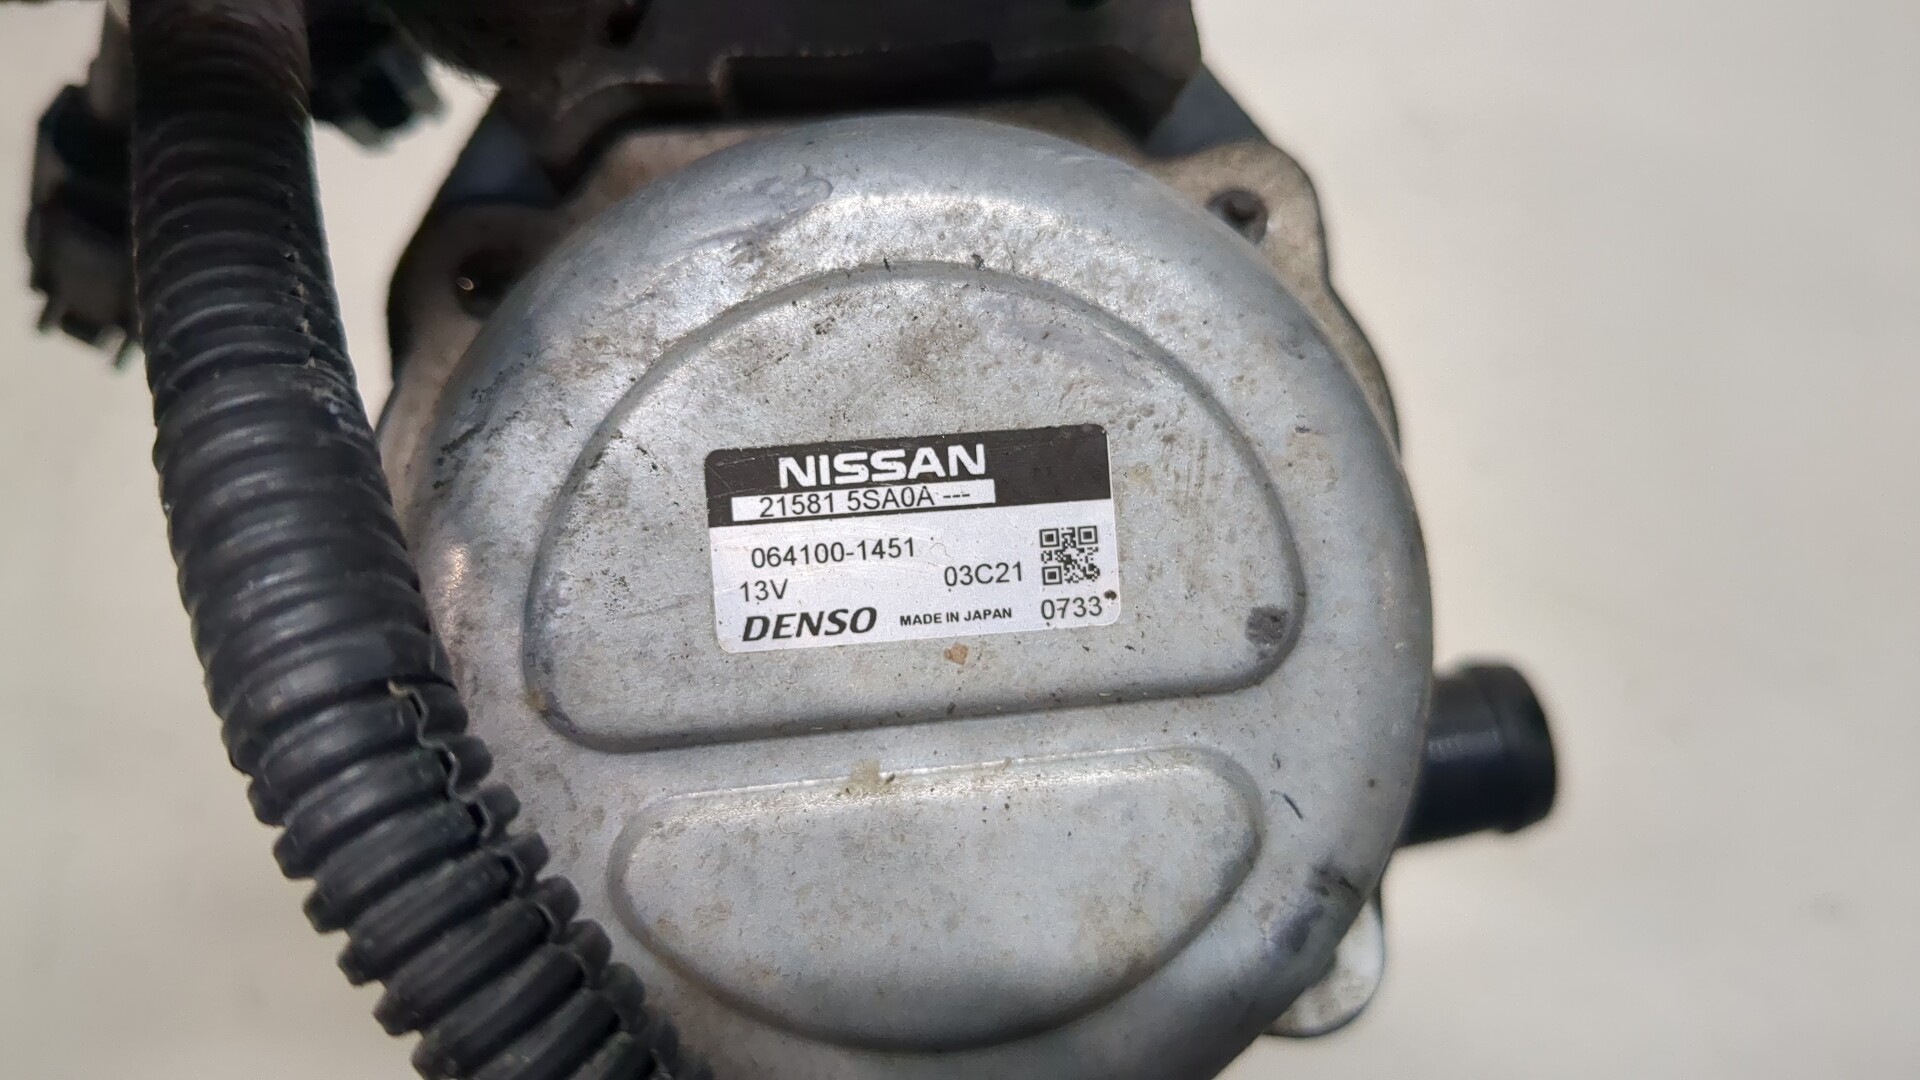 NISSAN
21581 5SA0A ---
064100-1451
13V 03C21
DENSO MADE IN JAPAN 0733